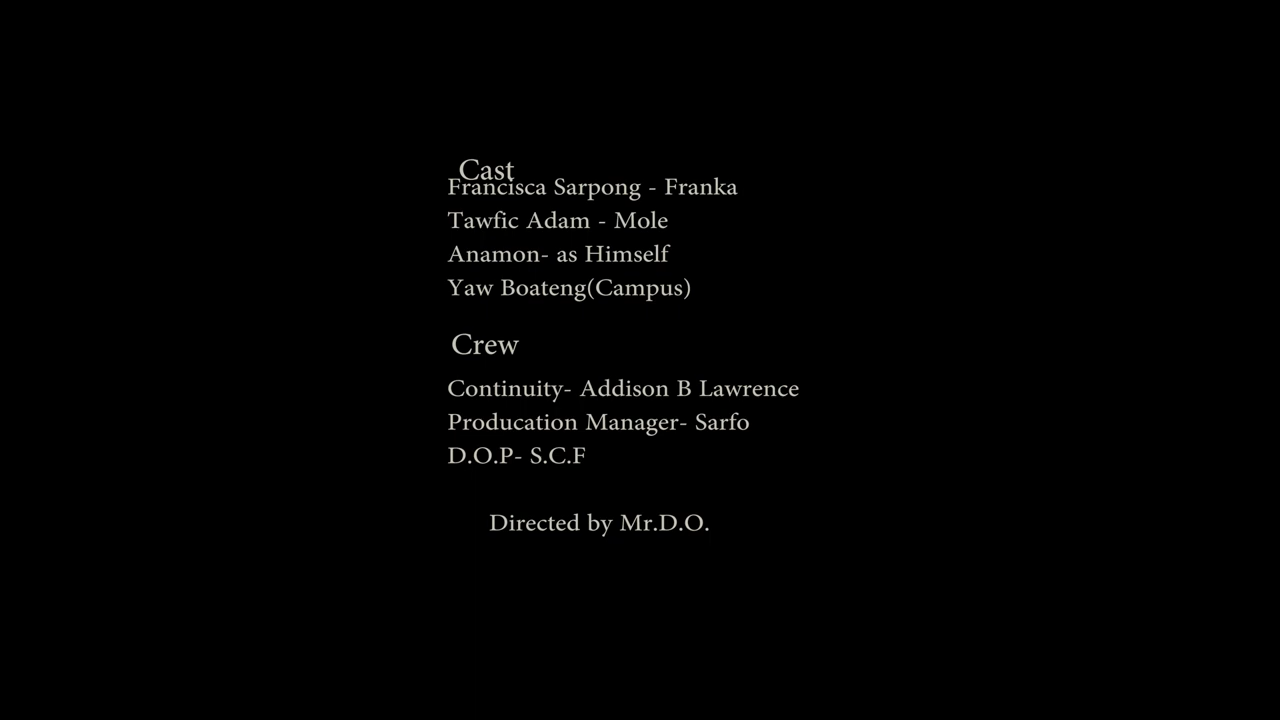 Cast
Francisca Sarpong - Franka
Tawfic Adam - Mole
Anamon- as Himself
Yaw Boateng(Campus)
Crew
Continuity- Addison B Lawrence
Producation Manager- Sarfo
D.O.P- S.C.F
Directed by Mr.D.O.